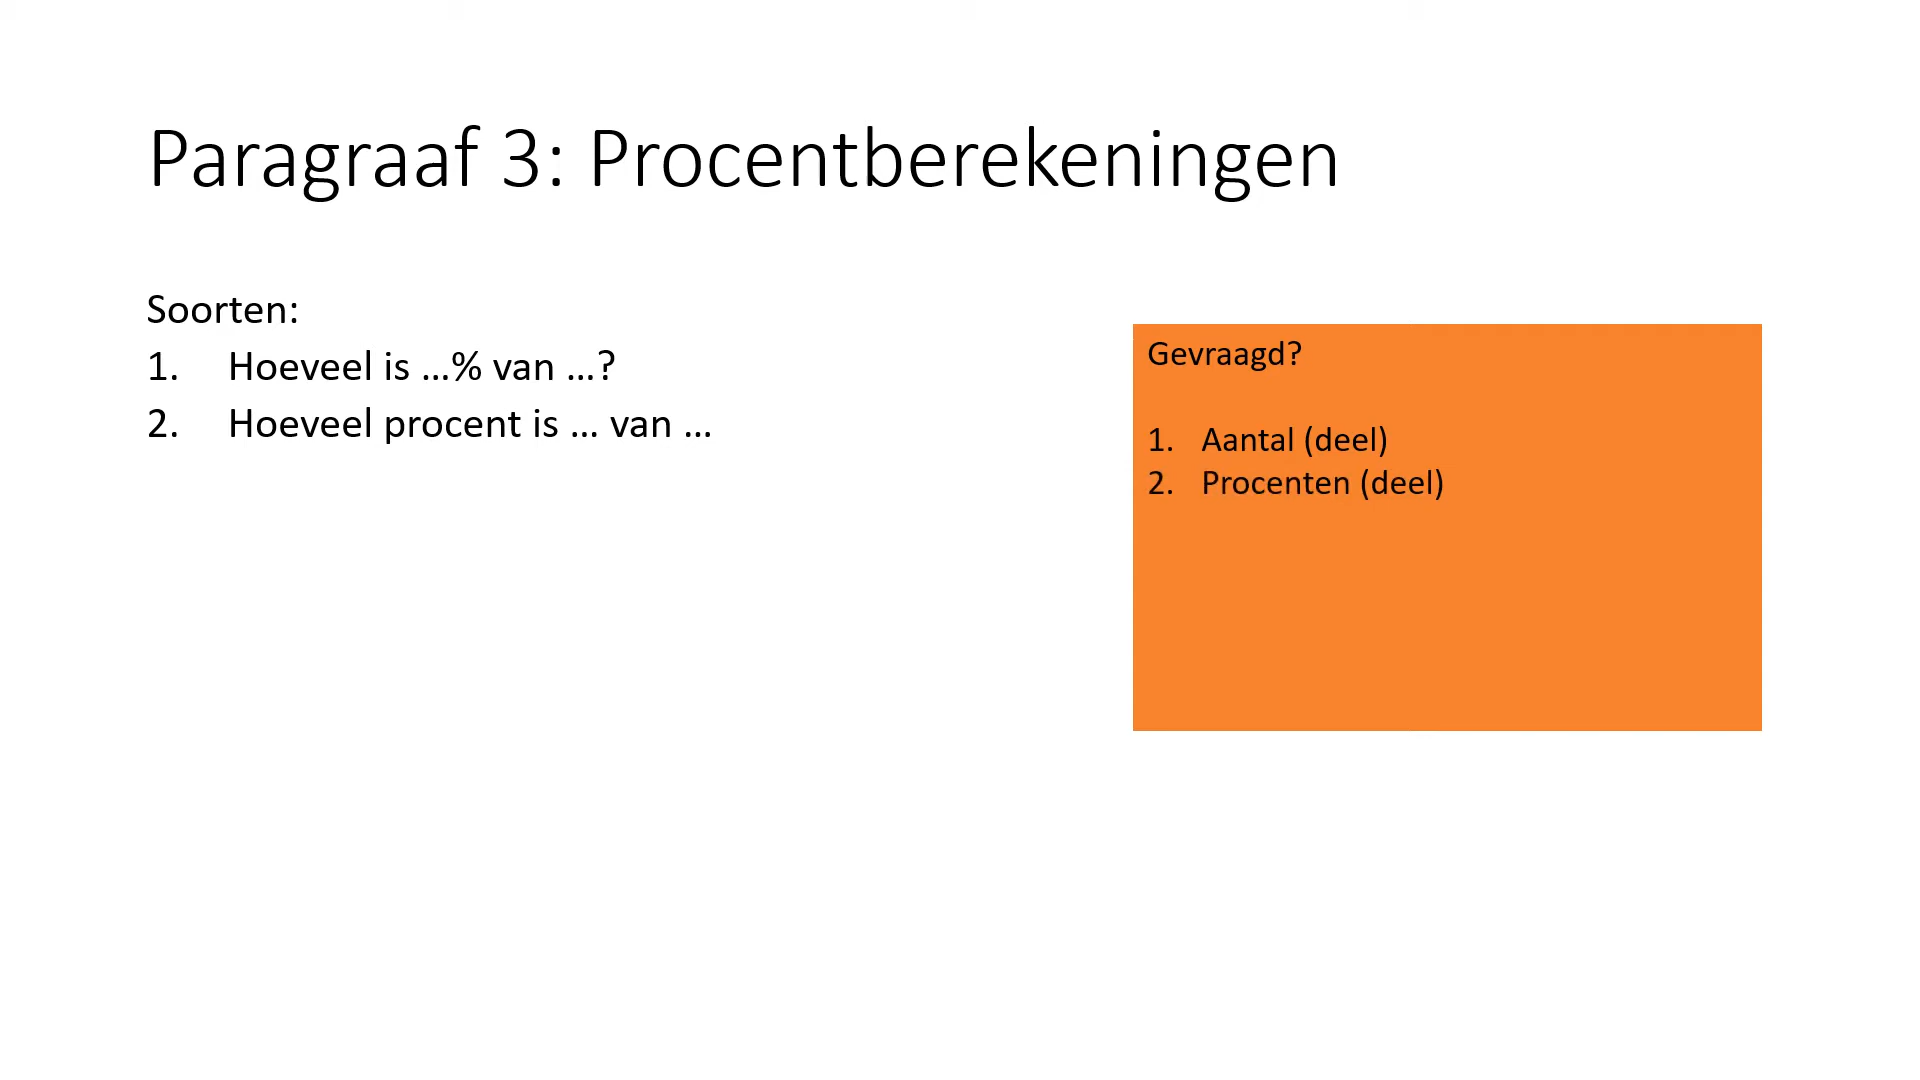 Paragraaf 3: Procentberekeningen
Soorten:
1. Hoeveel is ...% van ...?
2. Hoeveel procent is ... van ...
Gevraagd?
1. Aantal (deel)
2. Procenten (deel)